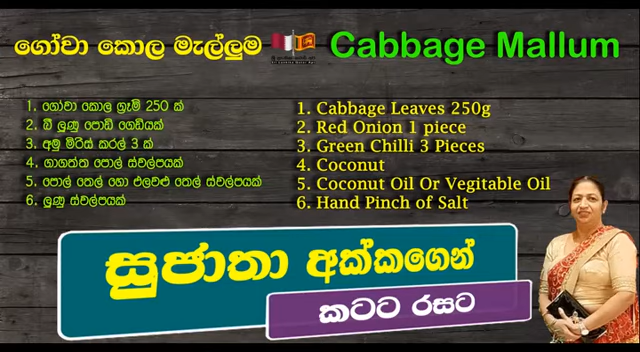 ගෝවා කොල මැල්ලුම
Cabbage Mallum
1. ගෝවා කොල ග්‍රෑම් 250 ක්
2. බී ලූණු පොඩි ගෙඩියක්
3. අමු මිරිස් කරල් 3 ක්
4. ගාගත්ත පොල් ස්වල්පයක්
5. පොල් තෙල් හො එලවළු තෙල් ස්වල්පයක්
6. ලුණු ස්වල්පයක්
1. Cabbage Leaves 250g
2. Red Onion 1 piece
3. Green Chilli 3 Pieces
4. Coconut
5. Coconut Oil Or Vegitable Oil
6. Hand Pinch of Salt
සුජාතා අක්කගෙන්
කටට රසට